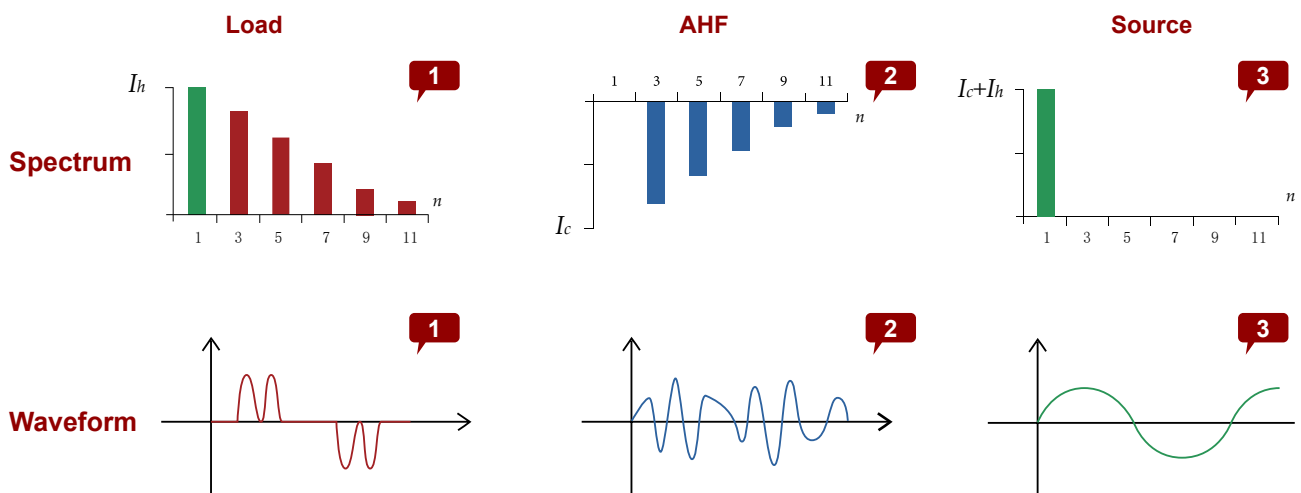 Load
AHF
Source
Spectrum
Ih
1
n
1 3 5 7 9 11
2
1 3 5 7 9 11
n
Ic
3
Ic+Ih
n
1 3 5 7 9 11
Waveform
1
2
3